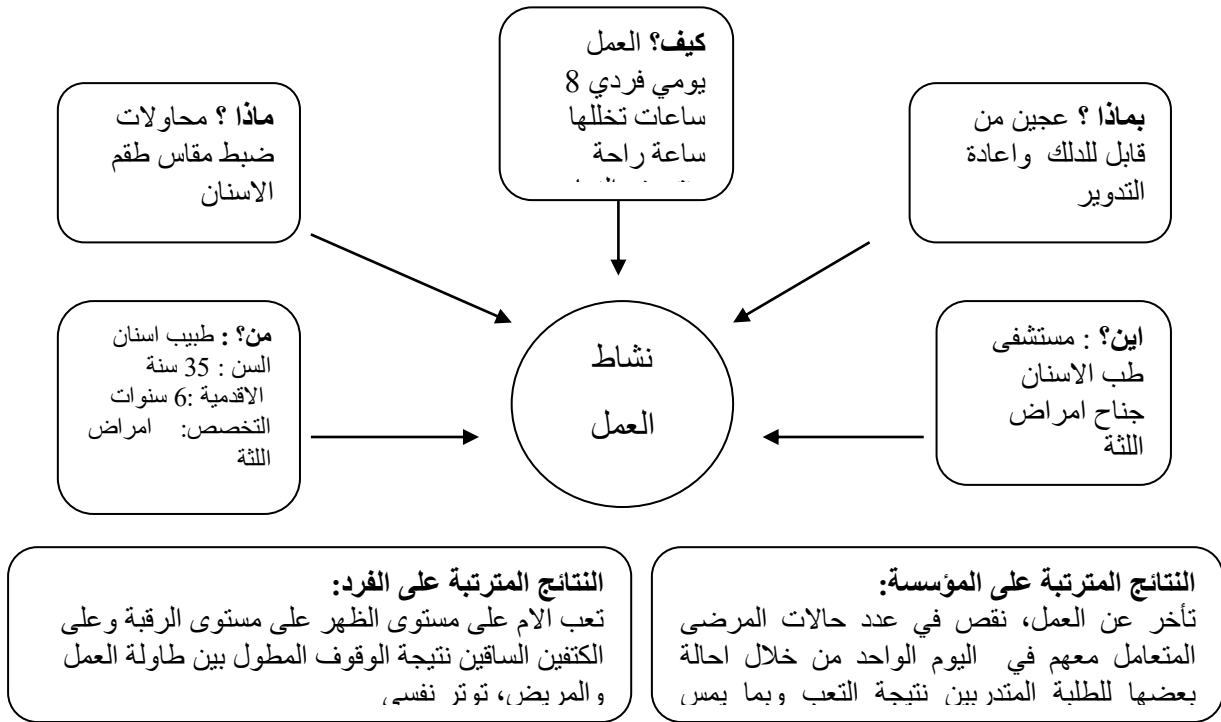 كيف؟ العمل
يومي فردي 8
ساعات تخللها
ساعة راحة
بماذا ؟ عجين من
قابل للدلك واعادة
التدوير
ماذا ؟ محاولات
ضبط مقاس طقم
الاسنان
اين؟ : مستشفى
طب الاسنان
جناح امراض
اللثة
نشاط
العمل
من؟ : طبيب اسنان
السن : 35 سنة
الاقدمية :6 سنوات
التخصص: امراض
اللثة
النتائج المترتبة على المؤسسة:
تأخر عن العمل، نقص في عدد حالات المرضى
المتعامل معهم في اليوم الواحد من خلال احالة
بعضها للطلبة المتدربين نتيجة التعب وبما يمس
النتائج المترتبة على الفرد:
تعب الام على مستوى الظهر على مستوى الرقبة وعلى
الكتفين الساقين نتيجة الوقوف المطول بين طاولة العمل
والمريض، توتر نفسي